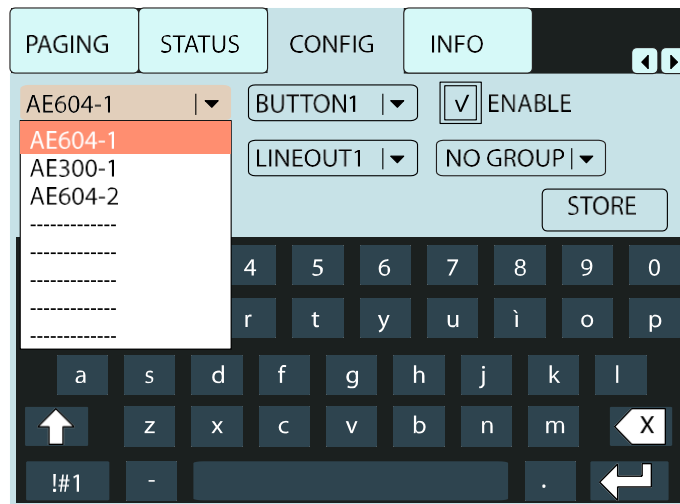 PAGING STATUS CONFIG INFO
AE604-1 BUTTON1 √ ENABLE
AE604-1
AE300-1
AE604-2
LINEOUT1 NO GROUP
-------------
STORE
-------------
-------------
-------------
-------------
4 5 6 7 8 9 0
r t y u ì o p
a s d f g h j k l
z x c v b n m X
!#1 - .